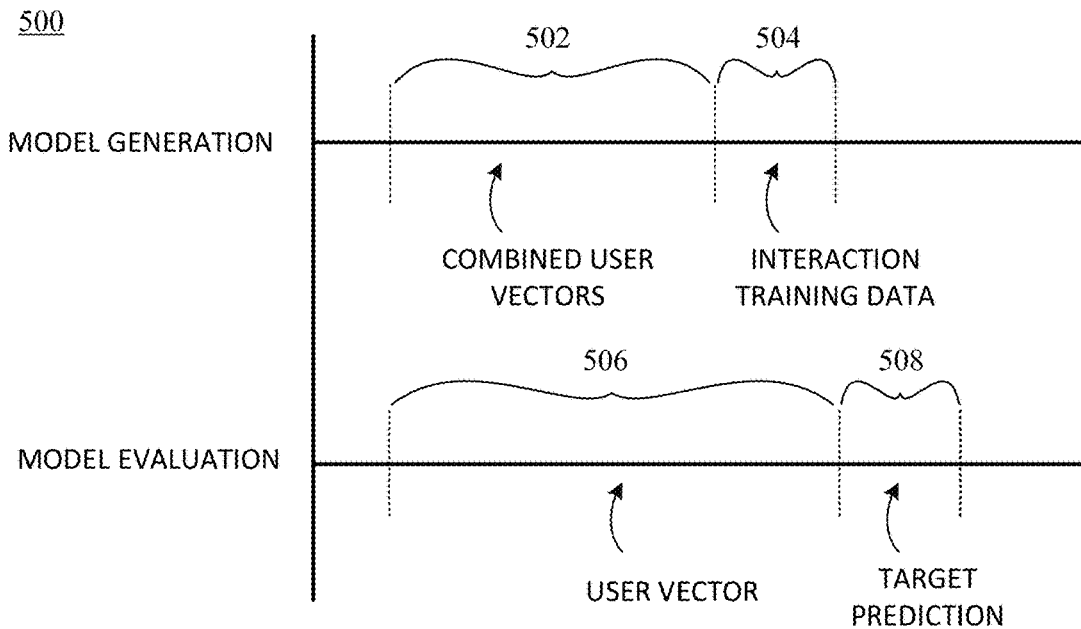 500
502
504
MODEL GENERATION
COMBINED USER
VECTORS
INTERACTION
TRAINING DATA
506
508
MODEL EVALUATION
USER VECTOR
TARGET
PREDICTION